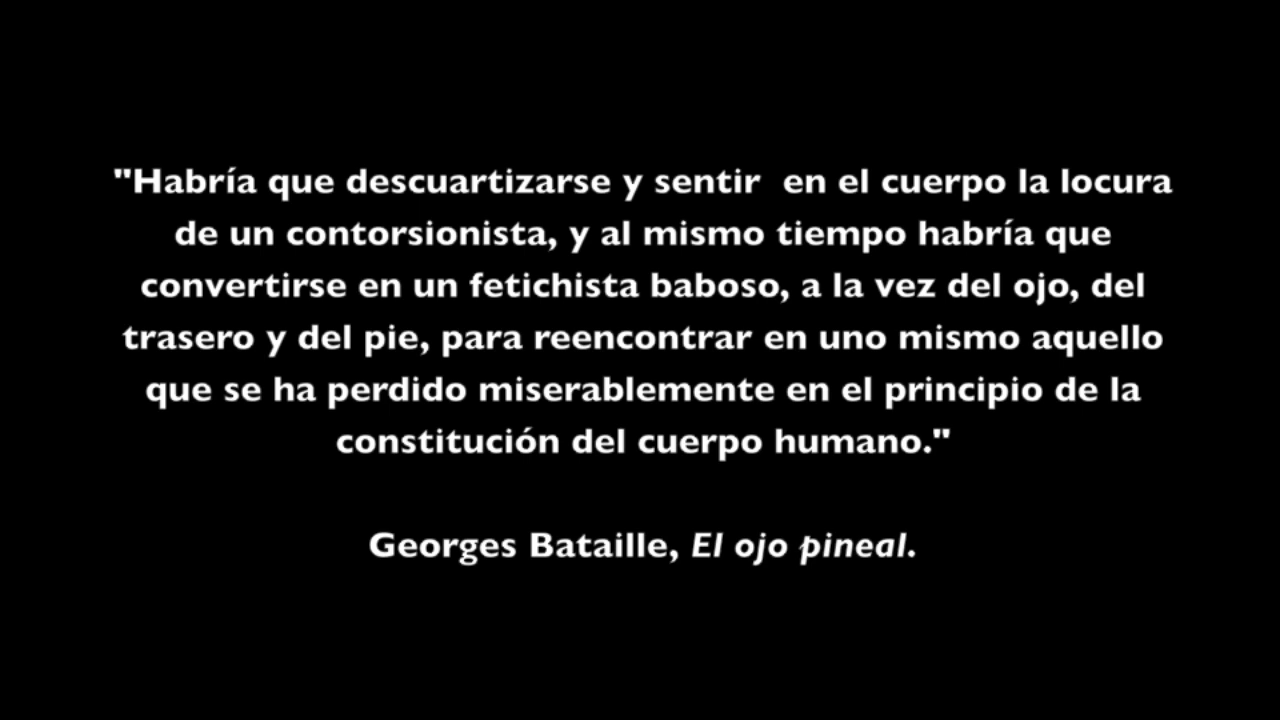 "Habría que descuartizarse y sentir  en el cuerpo la locura
de un contorsionista, y al mismo tiempo habría que
convertirse en un fetichista baboso, a la vez del ojo, del
trasero y del pie, para reencontrar en uno mismo aquello
que se ha perdido miserablemente en el principio de la
constitución del cuerpo humano."
Georges Bataille, El ojo pineal.